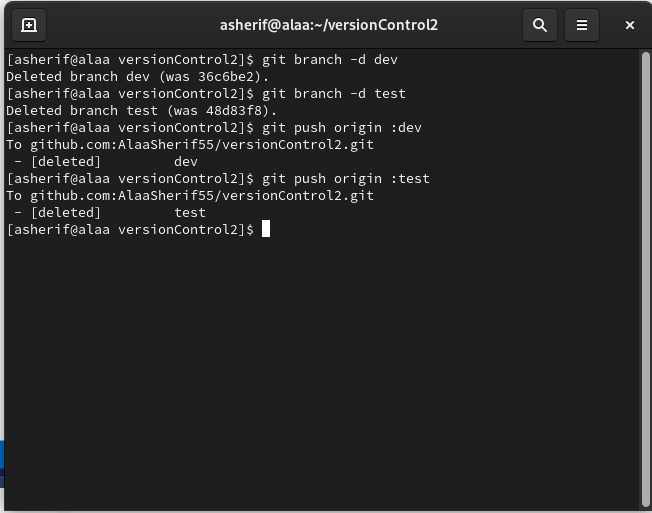 asherif@alaa:~/versionControl2
[asherif@alaa versionControl2]$ git branch -d dev
Deleted branch dev (was 36c6be2).
[asherif@alaa versionControl2]$ git branch -d test
Deleted branch test (was 48d83f8).
[asherif@alaa versionControl2]$ git push origin :dev
To github.com:AlaaSherif55/versionControl2.git
 - [deleted]         dev
[asherif@alaa versionControl2]$ git push origin :test
To github.com:AlaaSherif55/versionControl2.git
 - [deleted]         test
[asherif@alaa versionControl2]$